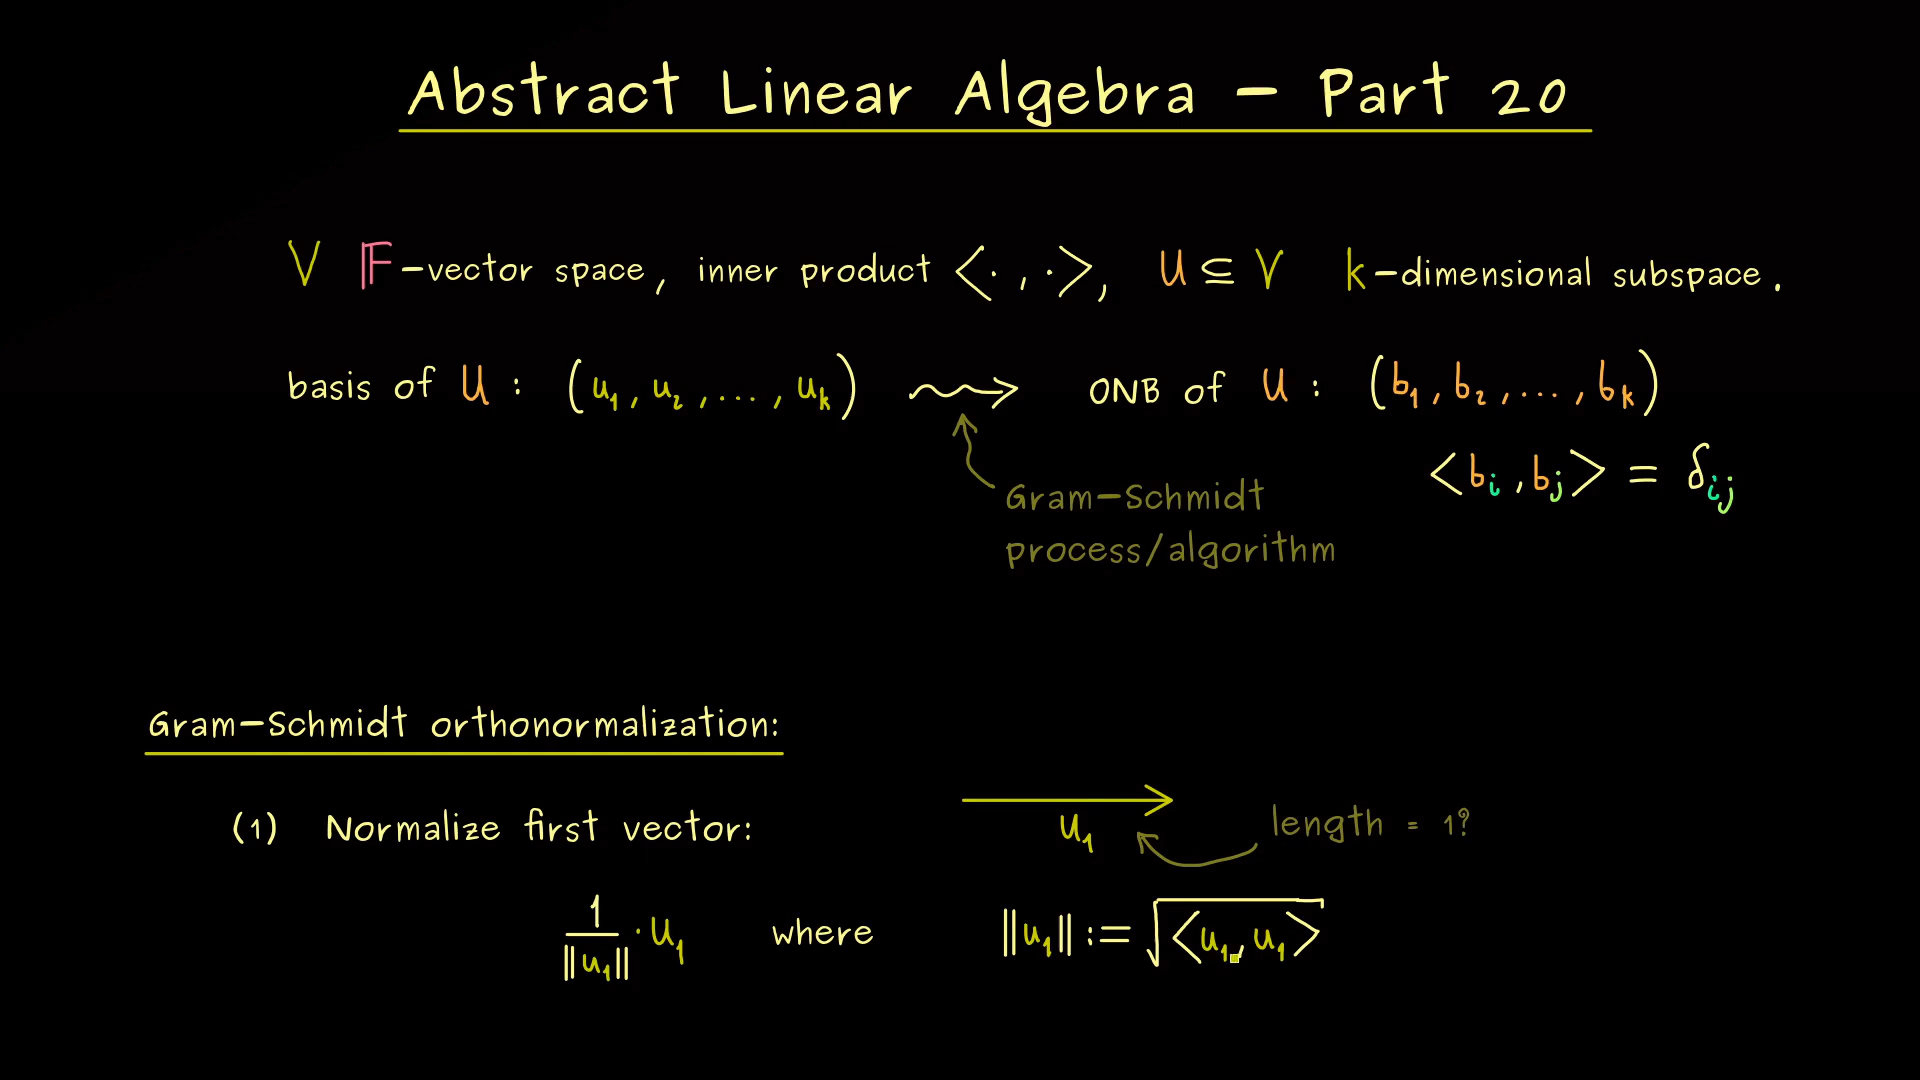 Abstract Linear Algebra – Part 20
V 𝔽-vector space, inner product <·,·>, U ⊆ V k-dimensional subspace.
basis of U : (u₁, u₂, ..., uₖ) ⇝ ONB of U : (b₁, b₂, ..., bₖ)
<bᵢ, bⱼ> = δᵢⱼ
Gram-Schmidt
process/algorithm
Gram-Schmidt orthonormalization:
(1) Normalize first vector: u₁ length = 1?
1/‖u₁‖ · u₁ where ‖u₁‖ := √<u₁, u₁>